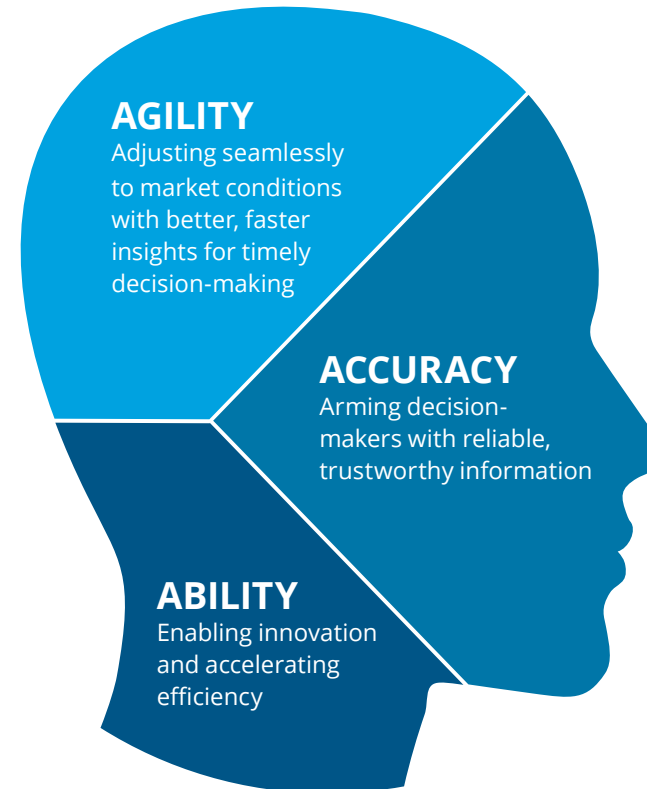 AGILITY
Adjusting seamlessly
to market conditions
with better, faster
insights for timely
decision-making
ACCURACY
Arming decision-
makers with reliable,
trustworthy information
ABILITY
Enabling innovation
and accelerating
efficiency